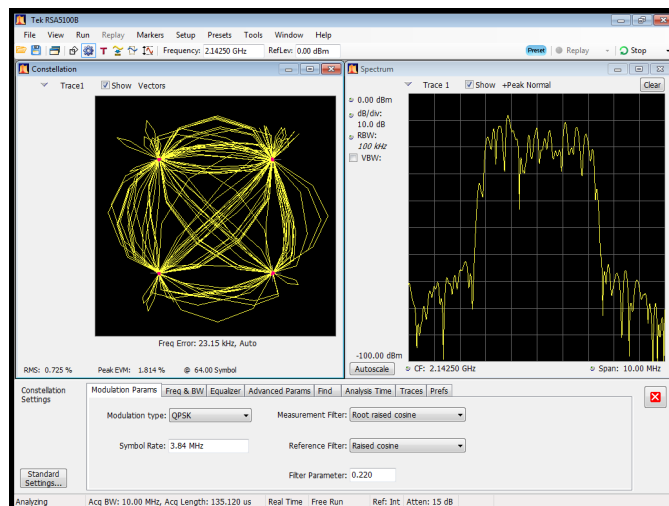 Tek RSA5100B
File View Run Replay Markers Setup Presets Tools Window Help
T Frequency: 2.14250 GHz RefLev: 0.00 dBm Preset Replay Stop
Constellation
Trace1 Show Vectors
Freq Error: 23.15 kHz, Auto
RMS: 0.725 % Peak EVM: 1.814 % @ 64.00 Symbol
Spectrum
Trace 1 Show +Peak Normal Clear
0.00 dBm
dB/div:
10.0 dB
RBW:
100 kHz
VBW:
-100.00 dBm
Autoscale CF: 2.14250 GHz Span: 10.00 MHz
Constellation
Settings
Modulation Params Freq & BW Equalizer Advanced Params Find Analysis Time Traces Prefs
Modulation type: QPSK Measurement Filter: Root raised cosine
Symbol Rate: 3.84 MHz Reference Filter: Raised cosine
Filter Parameter: 0.220
Standard
Settings...
Analyzing Acq BW: 10.00 MHz, Acq Length: 135.120 us Real Time Free Run Ref: Int Atten: 15 dB